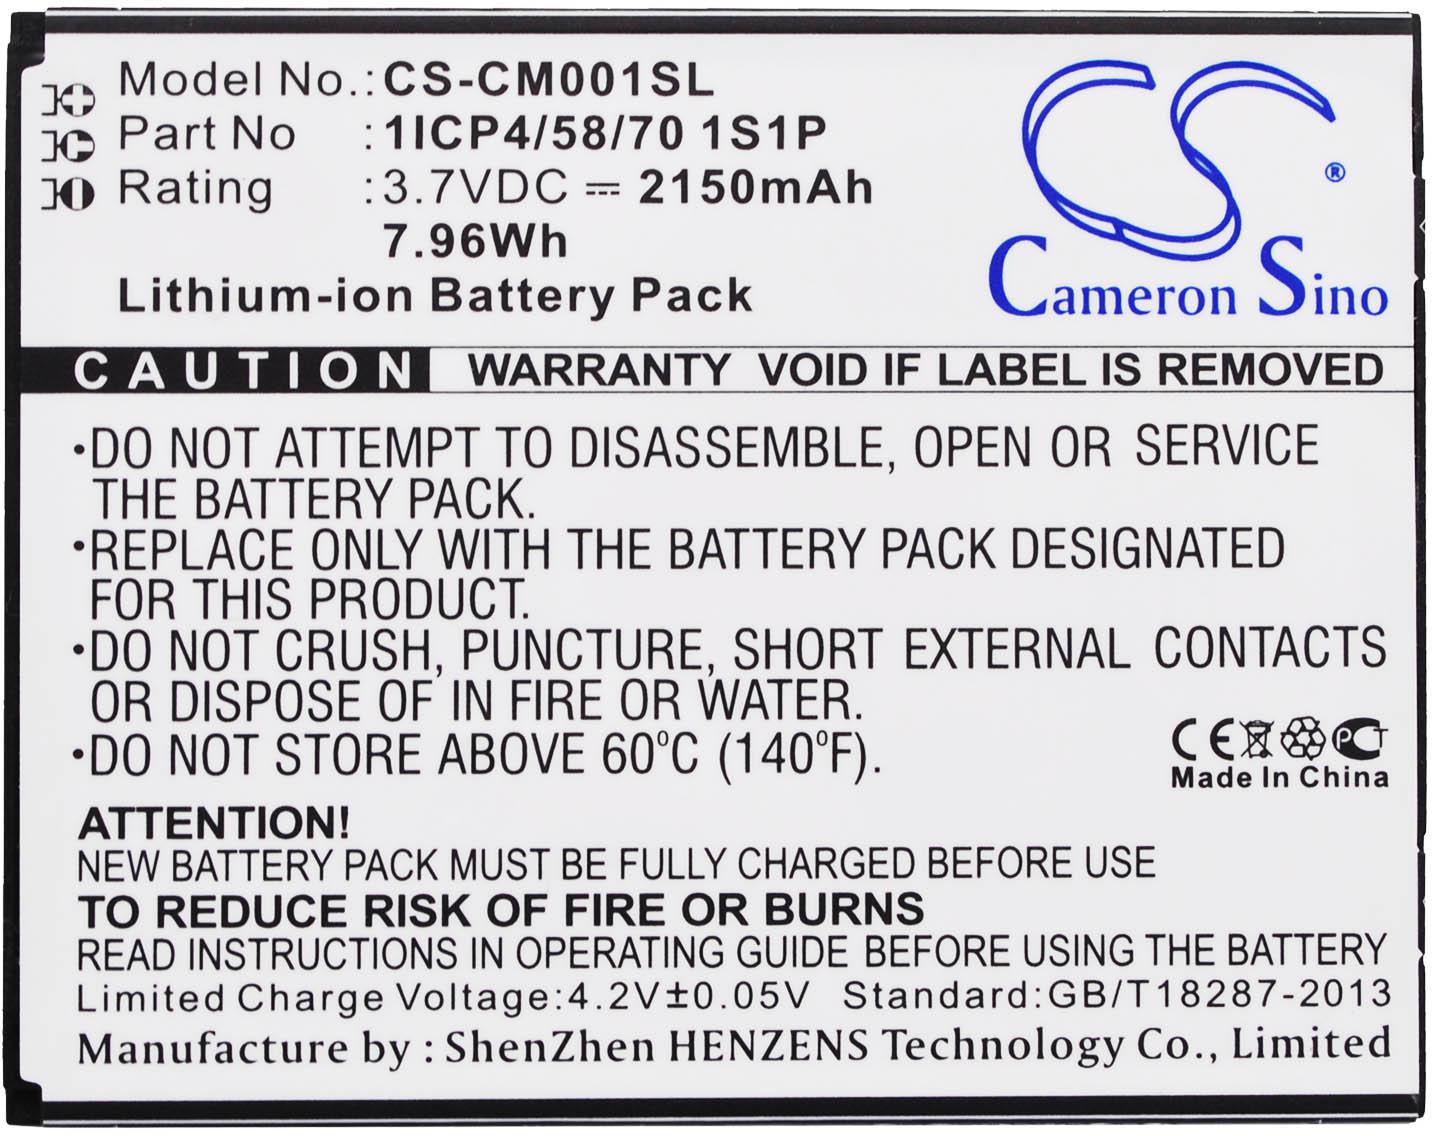 Model No.: CS-CM001SL
Part No : 1ICP4/58/70 1S1P
Rating : 3.7VDC ⎓ 2150mAh
7.96Wh
Lithium-ion Battery Pack
CS ®
Cameron Sino
CAUTION WARRANTY VOID IF LABEL IS REMOVED
•DO NOT ATTEMPT TO DISASSEMBLE, OPEN OR SERVICE
THE BATTERY PACK.
•REPLACE ONLY WITH THE BATTERY PACK DESIGNATED
FOR THIS PRODUCT.
•DO NOT CRUSH, PUNCTURE, SHORT EXTERNAL CONTACTS
OR DISPOSE OF IN FIRE OR WATER.
•DO NOT STORE ABOVE 60°C (140°F).
CE PCT
Made In China
ATTENTION!
NEW BATTERY PACK MUST BE FULLY CHARGED BEFORE USE
TO REDUCE RISK OF FIRE OR BURNS
READ INSTRUCTIONS IN OPERATING GUIDE BEFORE USING THE BATTERY
Limited Charge Voltage:4.2V±0.05V Standard:GB/T18287-2013
Manufacture by : ShenZhen HENZENS Technology Co., Limited